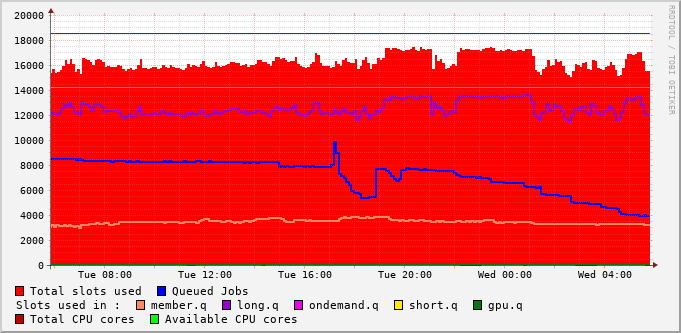 20000
18000
16000
14000
12000
10000
8000
6000
4000
2000
0
Tue 08:00 Tue 12:00 Tue 16:00 Tue 20:00 Wed 00:00 Wed 04:00
Total slots used Queued Jobs
Slots used in : member.q long.q ondemand.q short.q gpu.q
Total CPU cores Available CPU cores
RRDTOOL / TOBI OETIKER